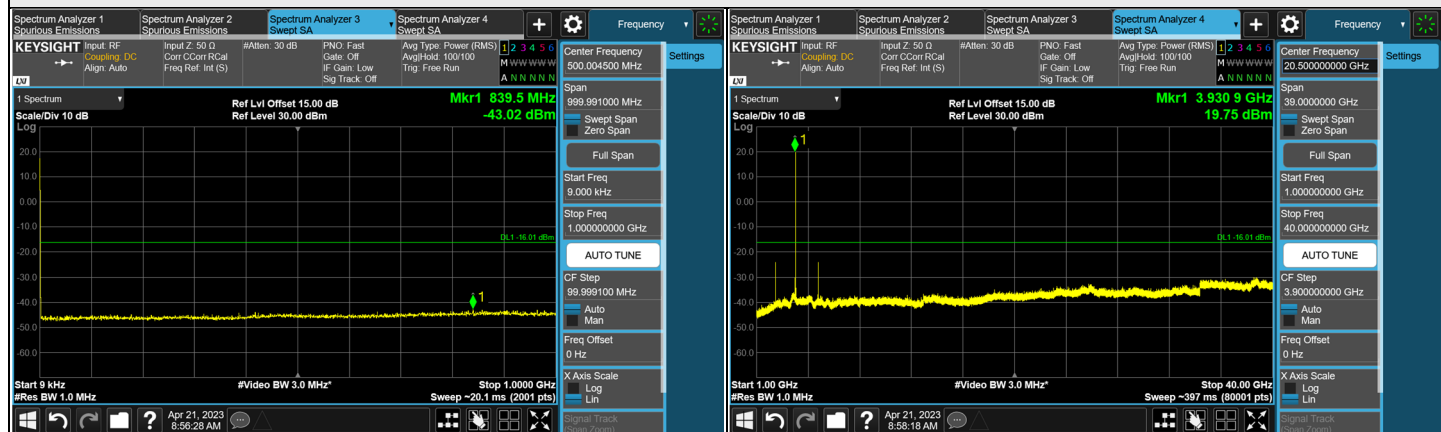 Spectrum Analyzer 1
Spurious Emissions
Spectrum Analyzer 2
Spurious Emissions
Spectrum Analyzer 3
Swept SA
Spectrum Analyzer 4
Swept SA
+
Frequency
KEYSIGHT
LXI
Input: RF
Coupling: DC
Align: Auto
Input Z: 50 Ω
Corr CCorr RCal
Freq Ref: Int (S)
#Atten: 30 dB
PNO: Fast
Gate: Off
IF Gain: Low
Sig Track: Off
Avg Type: Power (RMS)
Avg|Hold: 100/100
Trig: Free Run
1 2 3 4 5 6
M W W W W W
A N N N N N
1 Spectrum
Scale/Div 10 dB
Ref Lvl Offset 15.00 dB
Ref Level 30.00 dBm
Mkr1 839.5 MHz
-43.02 dBm
Log
20.0
10.0
0.00
-10.0
-20.0
-30.0
-40.0
-50.0
-60.0
DL1 -16.01 dBm
1
Start 9 kHz
#Res BW 1.0 MHz
#Video BW 3.0 MHz*
Stop 1.0000 GHz
Sweep ~20.1 ms (2001 pts)
Center Frequency
500.004500 MHz
Settings
Span
999.991000 MHz
Swept Span
Zero Span
Full Span
Start Freq
9.000 kHz
Stop Freq
1.000000000 GHz
AUTO TUNE
CF Step
99.999100 MHz
Auto
Man
Freq Offset
0 Hz
X Axis Scale
Log
Lin
Signal Track
(Span Zoom)
?
Apr 21, 2023
8:56:28 AM
Spectrum Analyzer 1
Spurious Emissions
Spectrum Analyzer 2
Spurious Emissions
Spectrum Analyzer 3
Swept SA
Spectrum Analyzer 4
Swept SA
+
Frequency
KEYSIGHT
LXI
Input: RF
Coupling: DC
Align: Auto
Input Z: 50 Ω
Corr CCorr RCal
Freq Ref: Int (S)
#Atten: 30 dB
PNO: Fast
Gate: Off
IF Gain: Low
Sig Track: Off
Avg Type: Power (RMS)
Avg|Hold: 100/100
Trig: Free Run
1 2 3 4 5 6
M W W W W W
A N N N N N
1 Spectrum
Scale/Div 10 dB
Ref Lvl Offset 15.00 dB
Ref Level 30.00 dBm
Mkr1 3.930 9 GHz
19.75 dBm
Log
20.0
10.0
0.00
-10.0
-20.0
-30.0
-40.0
-50.0
-60.0
DL1 -16.01 dBm
1
Start 1.00 GHz
#Res BW 1.0 MHz
#Video BW 3.0 MHz*
Stop 40.00 GHz
Sweep ~397 ms (80001 pts)
Center Frequency
20.500000000 GHz
Settings
Span
39.0000000 GHz
Swept Span
Zero Span
Full Span
Start Freq
1.000000000 GHz
Stop Freq
40.000000000 GHz
AUTO TUNE
CF Step
3.900000000 GHz
Auto
Man
Freq Offset
0 Hz
X Axis Scale
Log
Lin
Signal Track
(Span Zoom)
?
Apr 21, 2023
8:58:18 AM